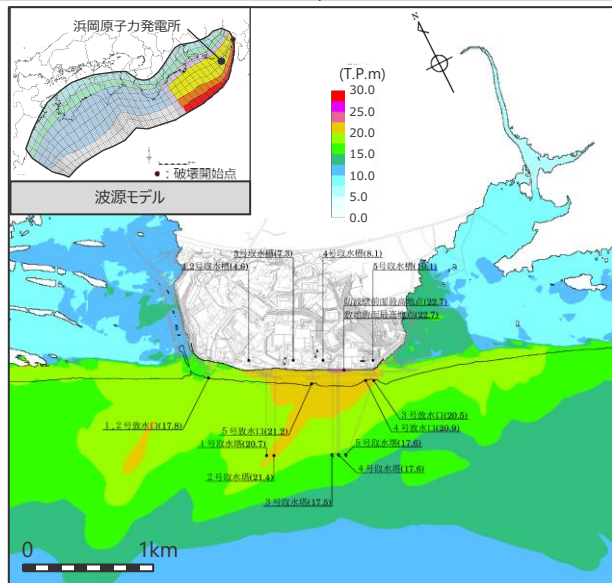 浜岡原子力発電所
●：破壊開始点
波源モデル
(T.P.m)
30.0
25.0
20.0
15.0
10.0
5.0
0.0
N
3号取水槽(7.3)
4号取水槽(8.1)
1,2号取水槽(4.6)
5号取水槽(10.1)
防波壁前面最高地点(22.7)
敷地前面最高地点(22.7)
1,2号放水口(17.8)
5号放水口(21.2)
3号放水口(20.5)
4号放水口(20.9)
1号取水塔(20.7)
5号取水塔(17.6)
2号取水塔(21.4)
4号取水塔(17.6)
3号取水塔(17.5)
0 1km